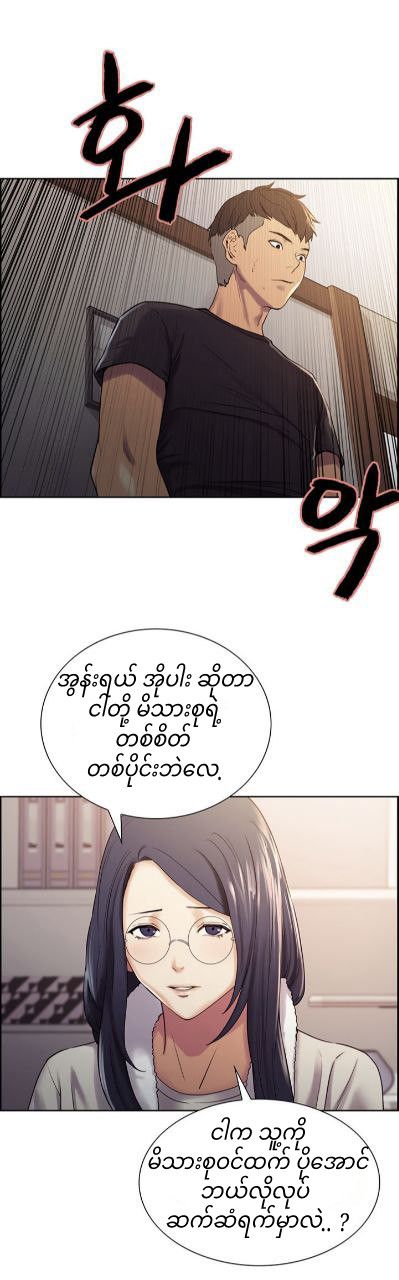 화
악
အွန်းရယ် အိုပါး ဆိုတာ
ငါတို့ မိသားစုရဲ့
တစ်စိတ်
တစ်ပိုင်းဘဲလေ.
ငါက သူ့ကို
မိသားစုဝင်ထက် ပိုအောင်
ဘယ်လိုလုပ်
ဆက်ဆံရက်မှာလဲ.. ?